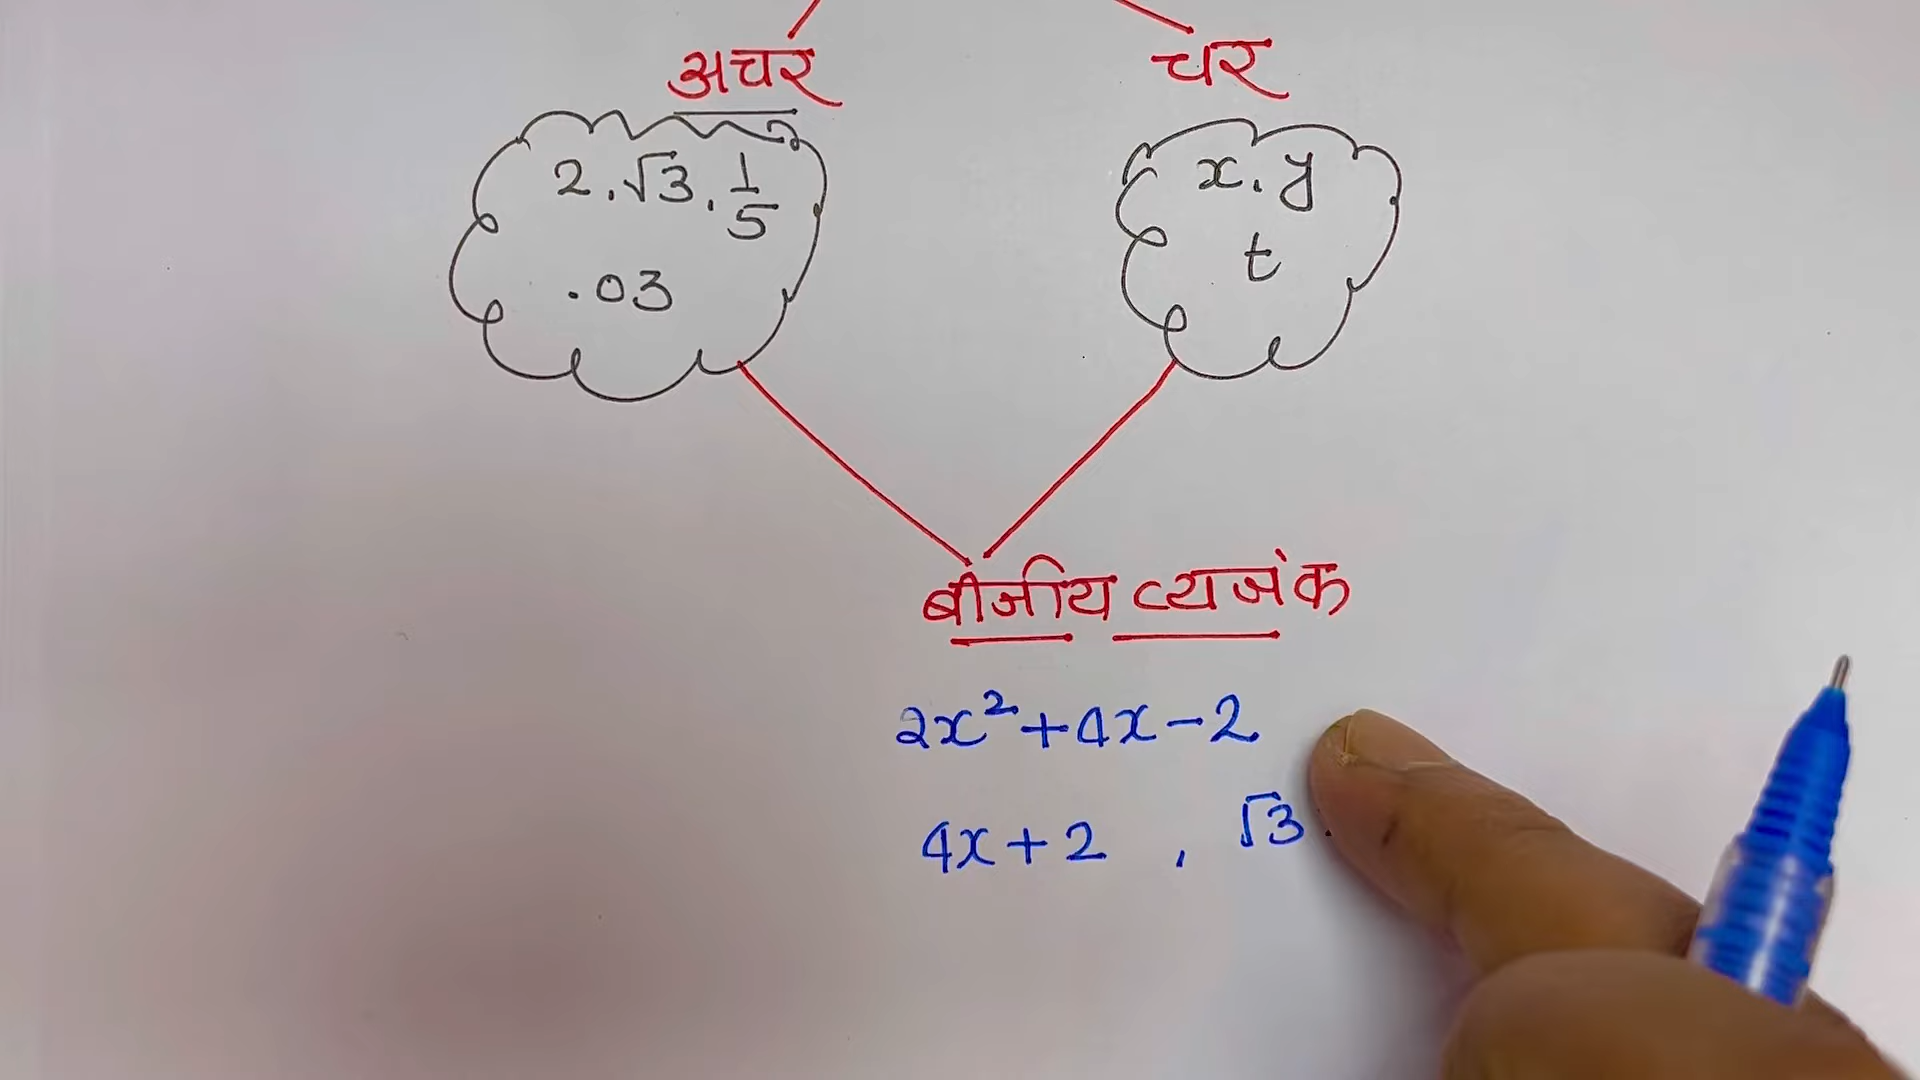 अचर चर
2, √3, 1/5
.03
x, y
t
बीजीय व्यजंक
2x²+4x-2
4x+2 , √3